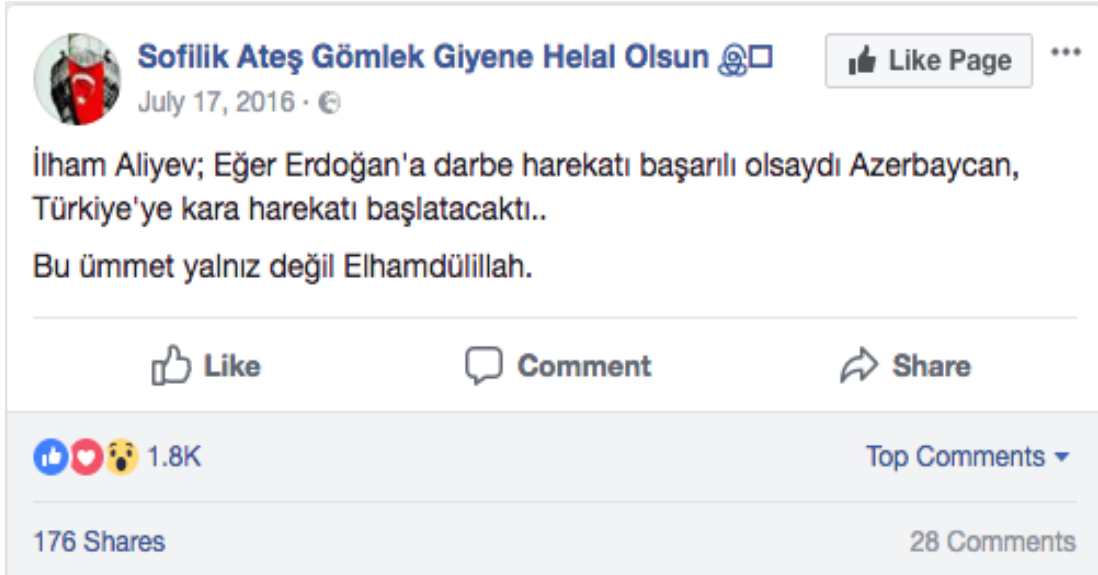 Sofilik Ateş Gömlek Giyene Helal Olsun
Like Page
July 17, 2016 ·
İlham Aliyev; Eğer Erdoğan'a darbe harekatı başarılı olsaydı Azerbaycan,
Türkiye'ye kara harekatı başlatacaktı..
Bu ümmet yalnız değil Elhamdülillah.
Like Comment Share
1.8K Top Comments
176 Shares 28 Comments